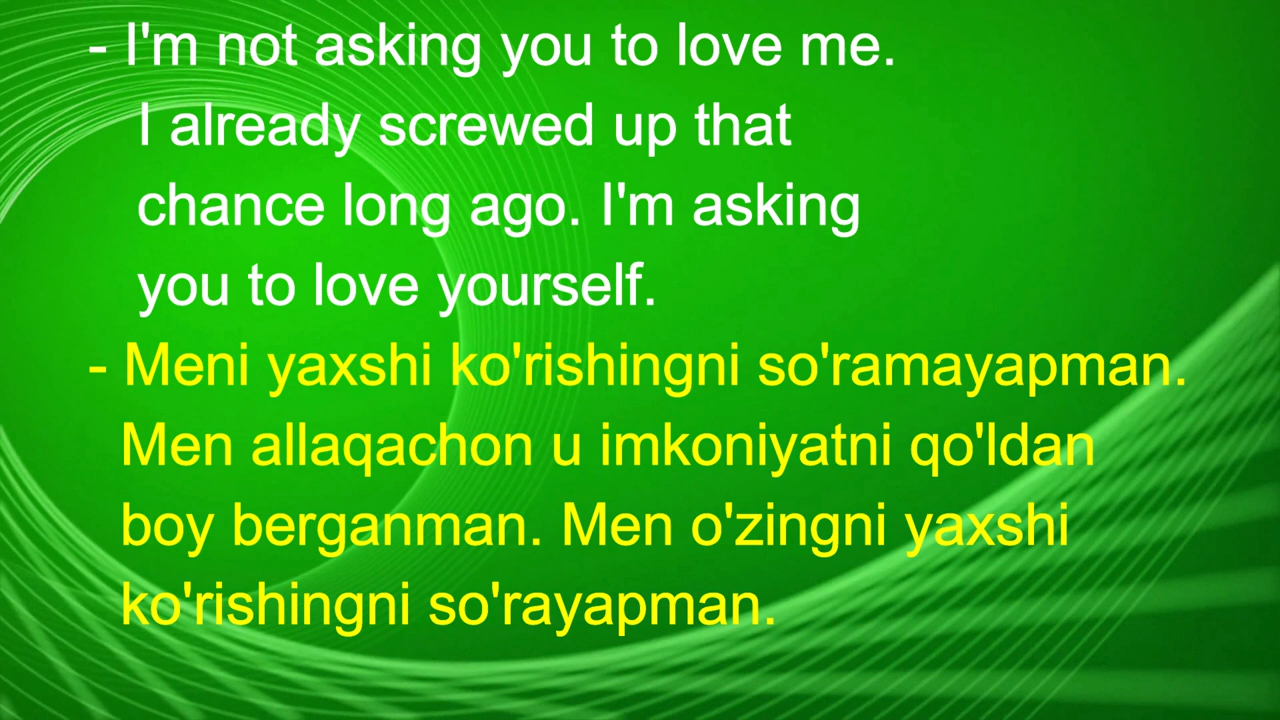 - I'm not asking you to love me.
I already screwed up that
chance long ago. I'm asking
you to love yourself.
- Meni yaxshi ko'rishingni so'ramayapman.
Men allaqachon u imkoniyatni qo'ldan
boy berganman. Men o'zingni yaxshi
ko'rishingni so'rayapman.